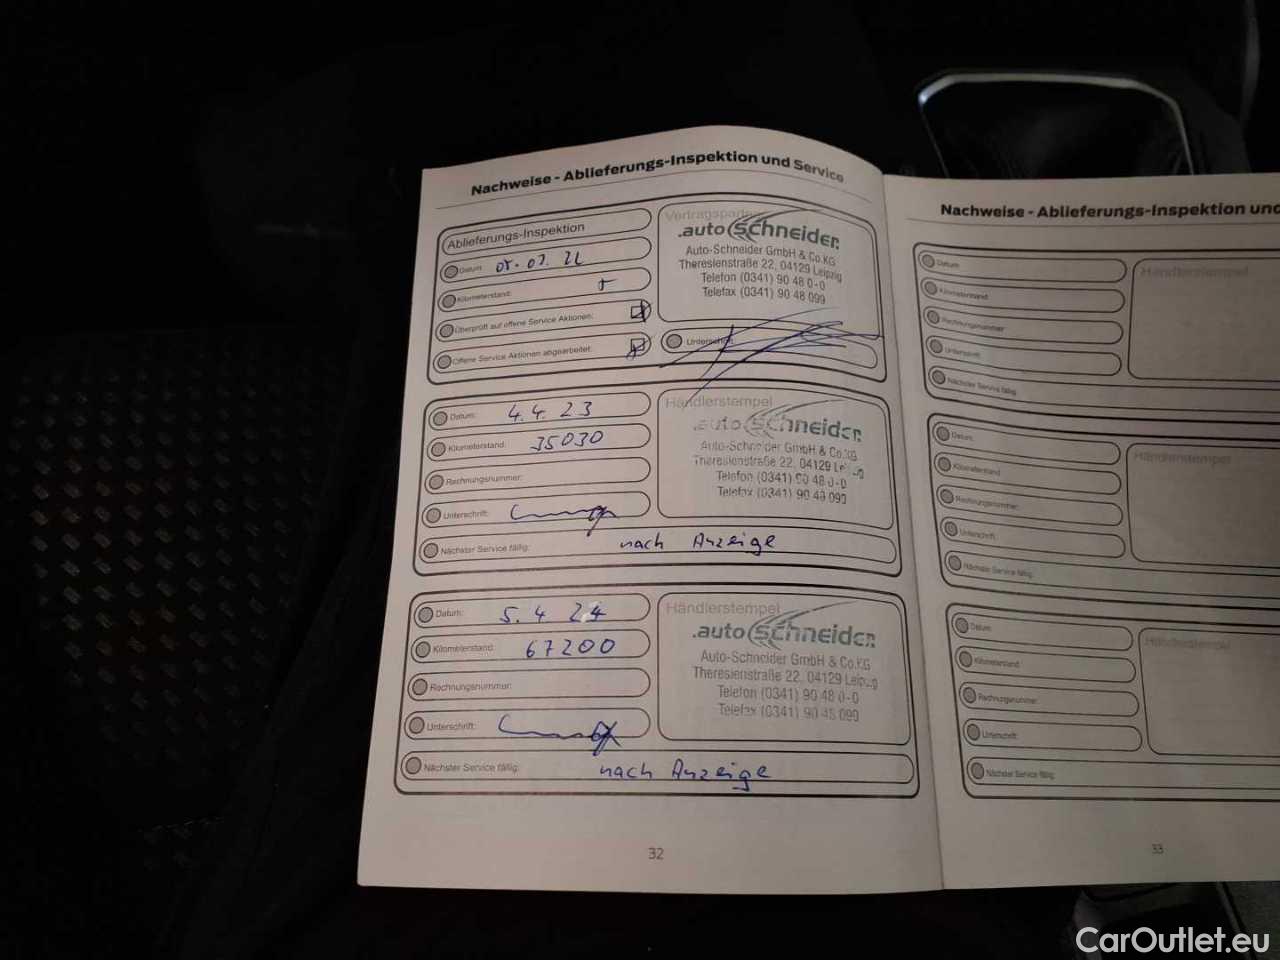 Nachweise - Ablieferungs-Inspektion und Service
Ablieferungs-Inspektion
Datum:
Kilometerstand:
Überprüft auf offene Service Aktionen:
Offene Service Aktionen abgearbeitet:
Vertragspartner
.auto Schneider.
Auto-Schneider GmbH & Co.KG
Theresienstraße 22, 04129 Leipzig
Telefon (0341) 90 48 0-0
Telefax (0341) 90 48 099
Unterschrift:
Datum: 4.4.23
Kilometerstand: 35030
Rechnungsnummer:
Unterschrift:
Nächster Service fällig: nach Anzeige
Händlerstempel
.auto Schneider.
Auto-Schneider GmbH & Co.KG
Theresienstraße 22, 04129 Leipzig
Telefon (0341) 90 48 0-0
Telefax (0341) 90 48 099
Datum: 5.4 24
Kilometerstand: 67200
Rechnungsnummer:
Unterschrift:
Nächster Service fällig: nach Anzeige
Händlerstempel
.auto Schneider.
Auto-Schneider GmbH & Co.KG
Theresienstraße 22, 04129 Leipzig
Telefon (0341) 90 48 0-0
Telefax (0341) 90 48 099
32
Nachweise - Ablieferungs-Inspektion und
Datum:
Kilometerstand:
Rechnungsnummer:
Unterschrift:
Nächster Service fällig:
Händlerstempel
Datum:
Kilometerstand:
Rechnungsnummer:
Unterschrift:
Nächster Service fällig:
Händlerstempel
Datum:
Kilometerstand:
Rechnungsnummer:
Unterschrift:
Nächster Service fällig:
Händlerstempel
33
CarOutlet.eu